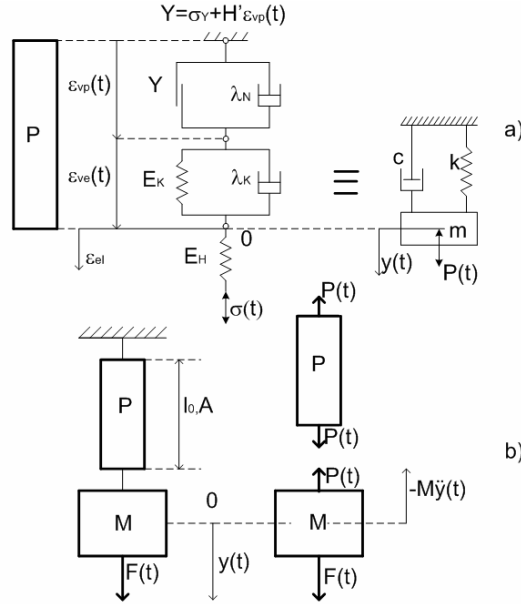 Y=σY+H'εvp(t)
εvp(t)
Y
λN
P
a)
εve(t)
EK
λK
≡
c
k
0
m
εel
EH
y(t)
P(t)
σ(t)
P(t)
P
P
l0,A
P(t)
P(t)
b)
-Mÿ(t)
0
M
M
F(t)
y(t)
F(t)